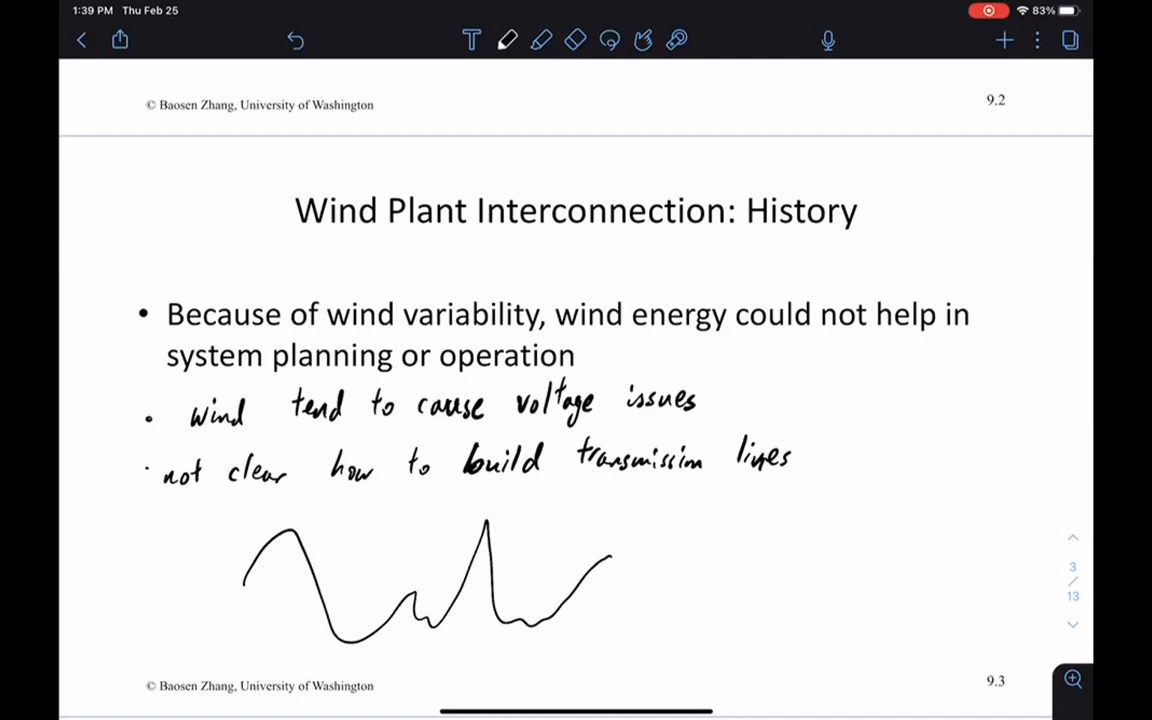 1:39 PM Thu Feb 25
83%
© Baosen Zhang, University of Washington
9.2
Wind Plant Interconnection: History
• Because of wind variability, wind energy could not help in
system planning or operation
• wind tend to cause voltage issues
• not clear how to build transmission lines
3
/
13
© Baosen Zhang, University of Washington
9.3